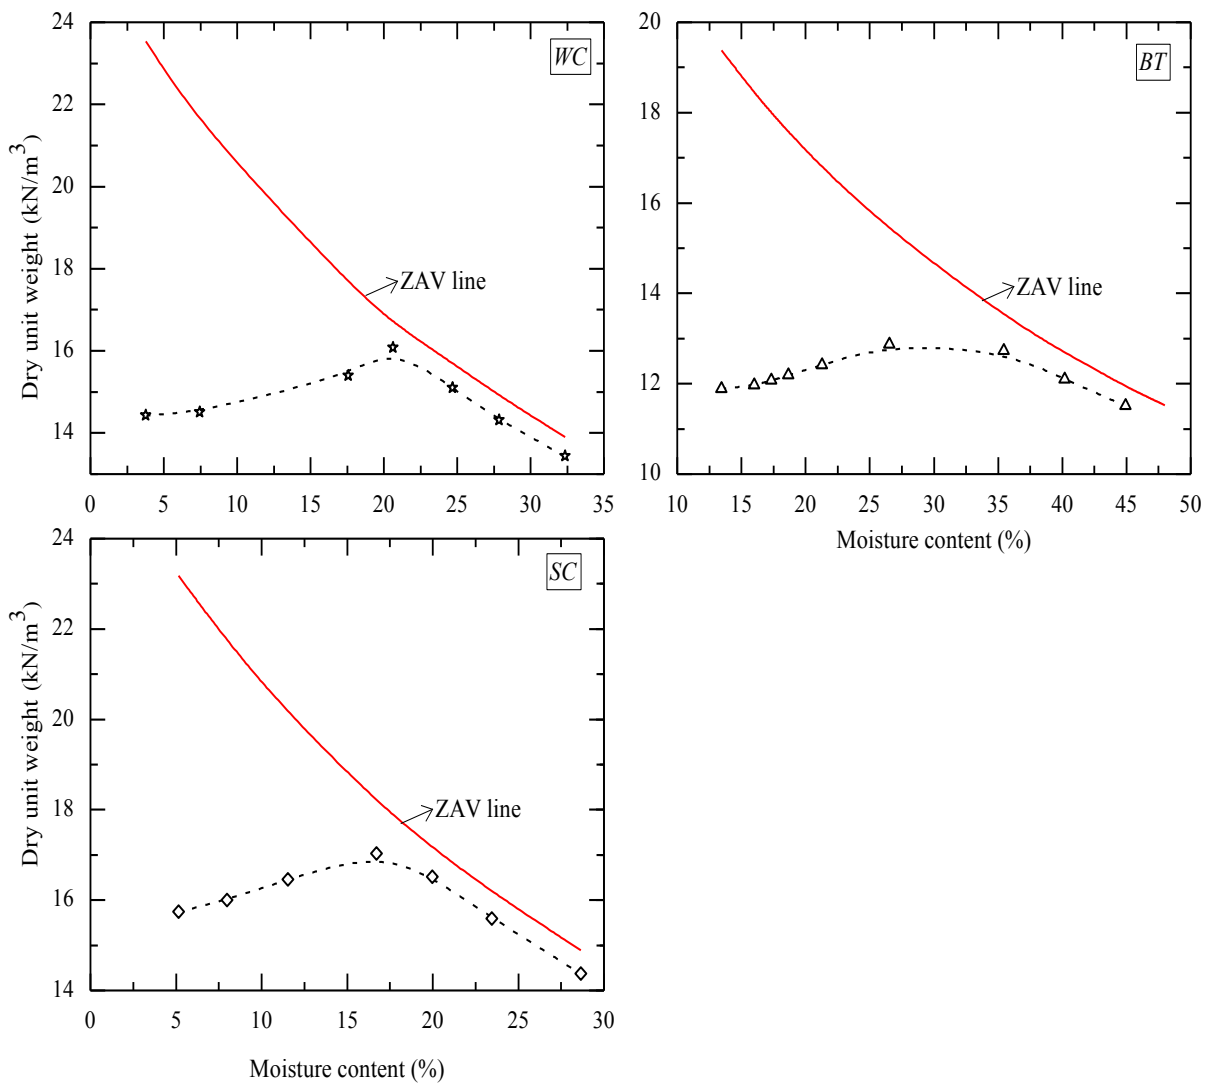 WC
24
22
20
18
16
14
Dry unit weight (kN/m³)
ZAV line
0 5 10 15 20 25 30 35
BT
20
18
16
14
12
10
ZAV line
10 15 20 25 30 35 40 45 50
Moisture content (%)
SC
24
22
20
18
16
14
Dry unit weight (kN/m³)
ZAV line
0 5 10 15 20 25 30
Moisture content (%)